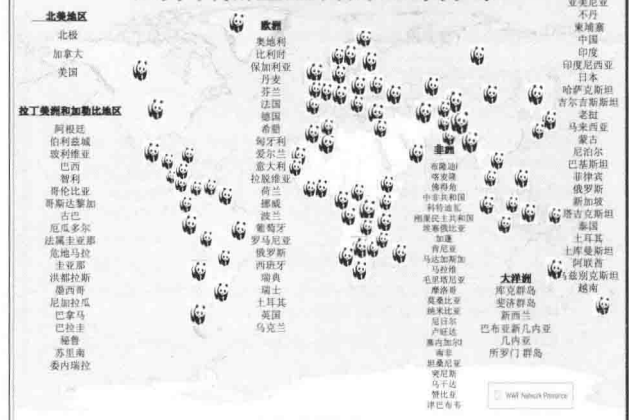 北美地区
北极
加拿大
美国
拉丁美洲和加勒比地区
阿根廷
伯利兹城
玻利维亚
巴西
智利
哥伦比亚
哥斯达黎加
古巴
厄瓜多尔
法属圭亚那
危地马拉
圭亚那
洪都拉斯
墨西哥
尼加拉瓜
巴拿马
巴拉圭
秘鲁
苏里南
委内瑞拉
欧洲
奥地利
比利时
保加利亚
丹麦
芬兰
法国
德国
希腊
匈牙利
爱尔兰
意大利
拉脱维亚
荷兰
挪威
波兰
葡萄牙
罗马尼亚
俄罗斯
西班牙
瑞典
瑞士
土耳其
英国
乌克兰
非洲
布隆迪
喀麦隆
佛得角
中非共和国
科特迪瓦
刚果民主共和国
埃塞俄比亚
加蓬
肯尼亚
马达加斯加
马拉维
毛里塔尼亚
摩洛哥
莫桑比亚
纳米比亚
尼日尔
卢旺达
塞内加尔
南非
坦桑尼亚
突尼斯
乌干达
赞比亚
津巴布韦
大洋洲
库克群岛
斐济群岛
新西兰
巴布亚新几内亚
几内亚
所罗门群岛
亚美尼亚
不丹
柬埔寨
中国
印度
印度尼西亚
日本
哈萨克斯坦
吉尔吉斯斯坦
老挝
马来西亚
蒙古
尼泊尔
巴基斯坦
菲律宾
俄罗斯
新加坡
塔吉克斯坦
泰国
土耳其
土库曼斯坦
阿联酋
乌兹别克斯坦
越南
WWF Network Presence